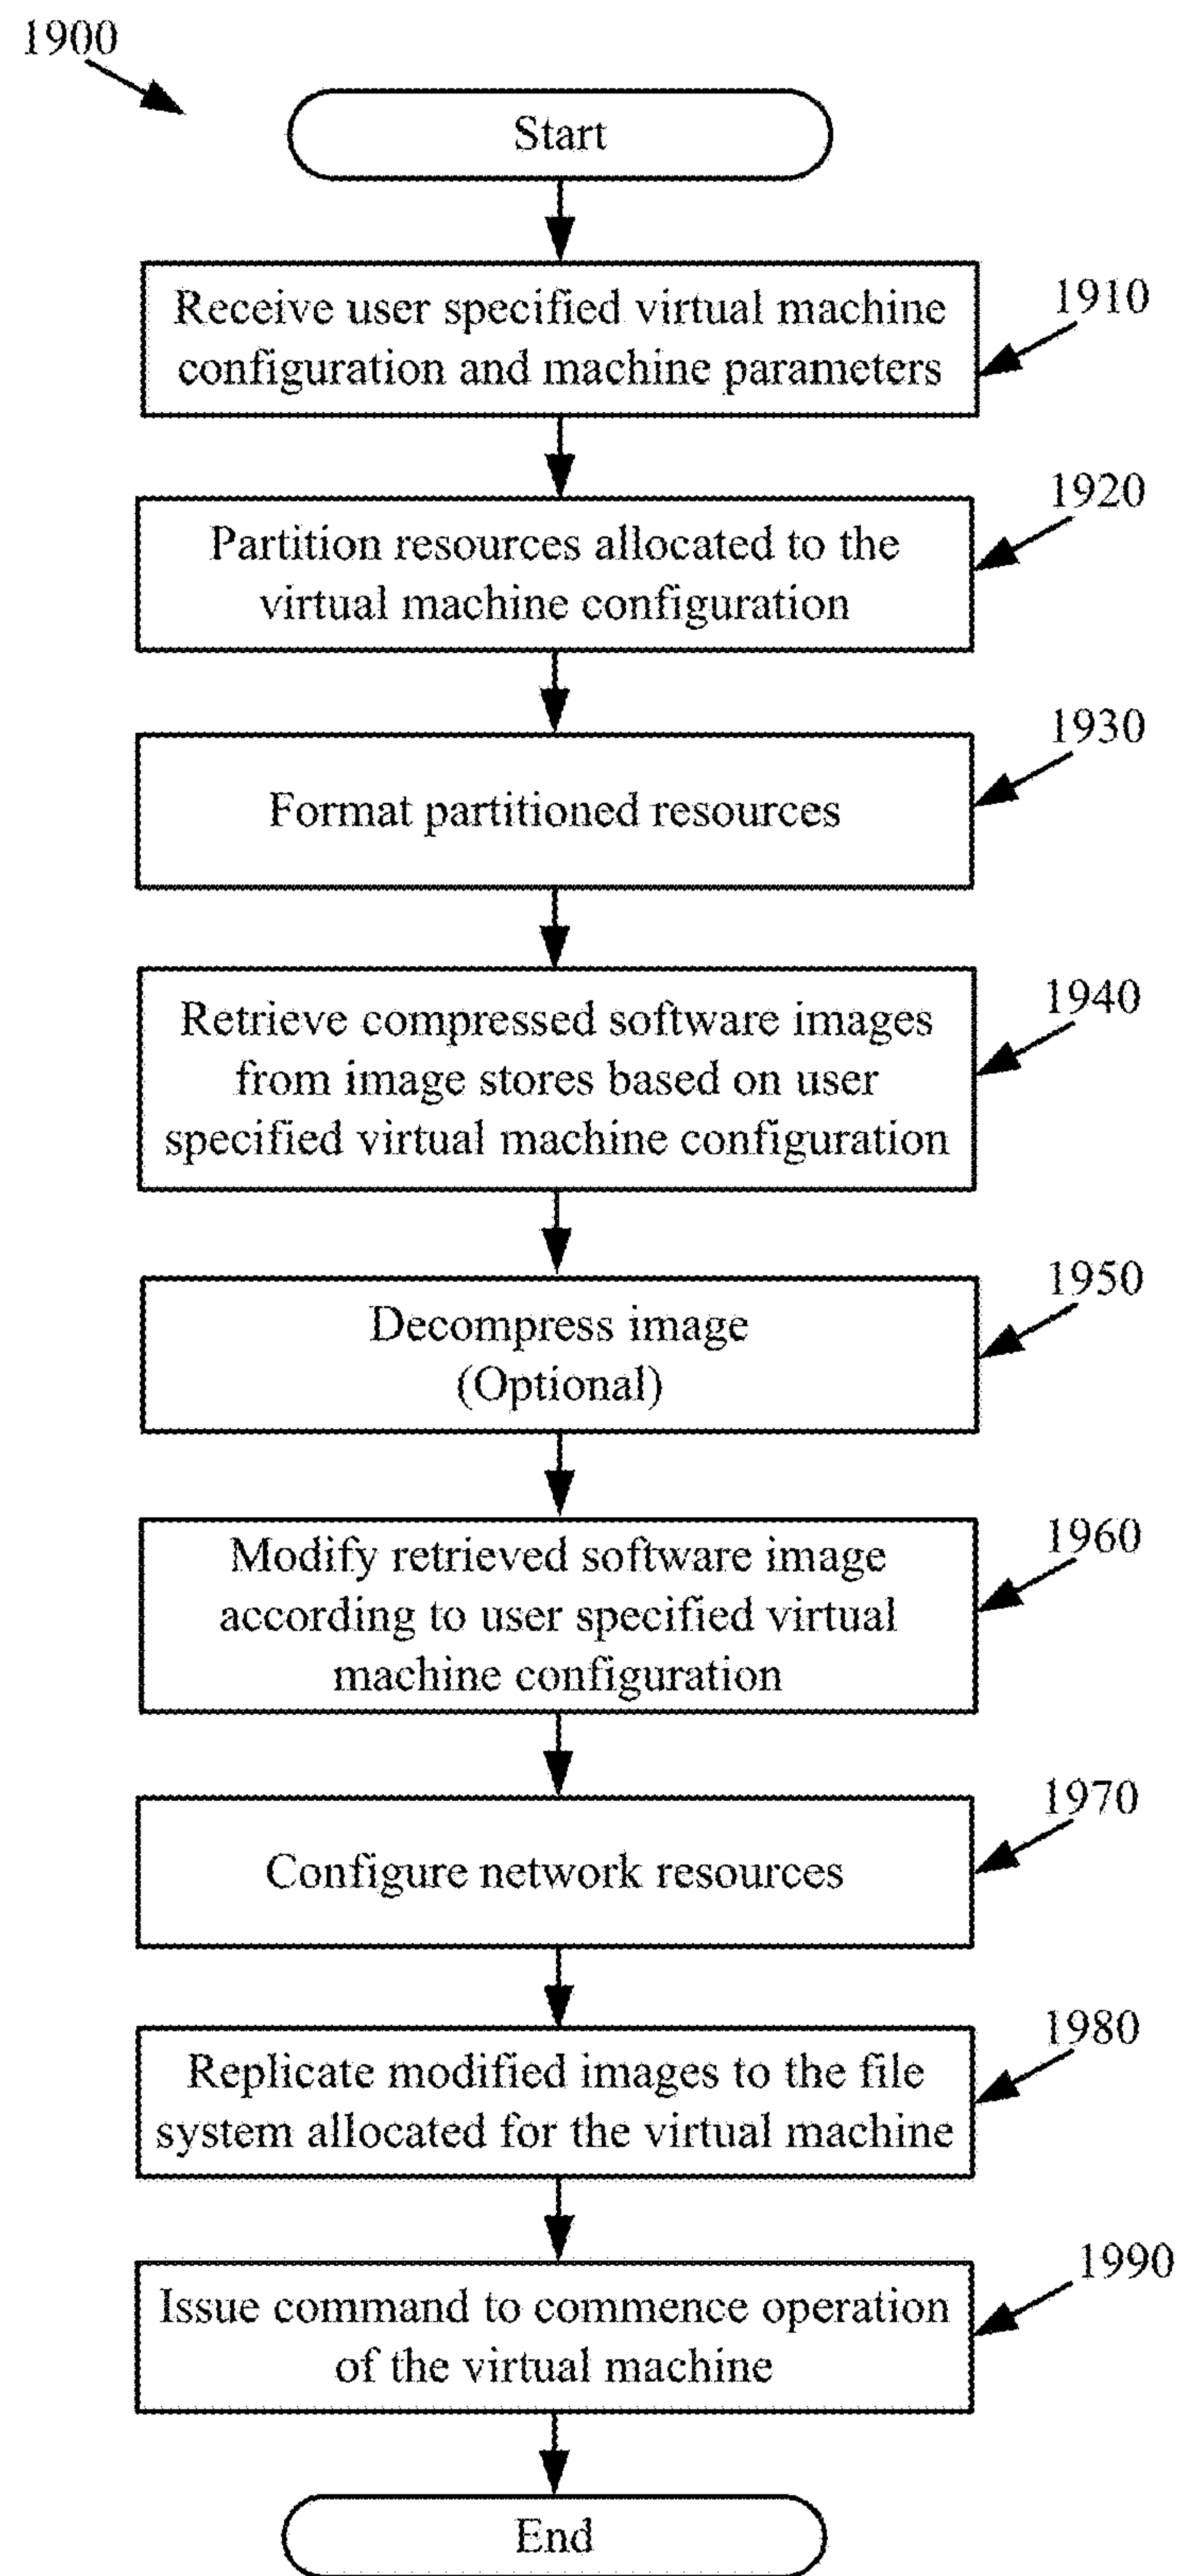 1900
Start
Receive user specified virtual machine
configuration and machine parameters
1910
Partition resources allocated to the
virtual machine configuration
1920
Format partitioned resources
1930
Retrieve compressed software images
from image stores based on user
specified virtual machine configuration
1940
Decompress image
(Optional)
1950
Modify retrieved software image
according to user specified virtual
machine configuration
1960
Configure network resources
1970
Replicate modified images to the file
system allocated for the virtual machine
1980
Issue command to commence operation
of the virtual machine
1990
End